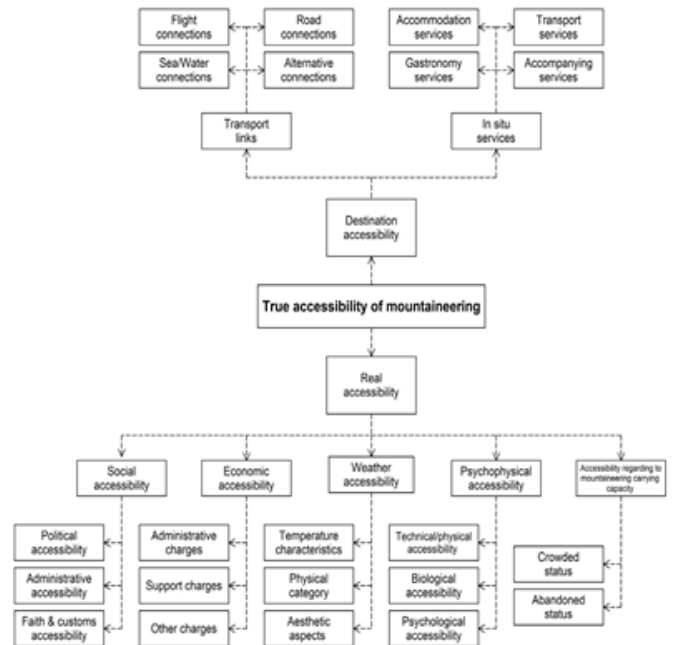 Flight
connections
Road
connections
Accommodation
services
Transport
services
Sea/Water
connections
Alternative
connections
Gastronomy
services
Accompanying
services
Transport
links
In situ
services
Destination
accessibility
True accessibility of mountaineering
Real
accessibility
Social
accessibility
Economic
accessibility
Weather
accessibility
Psychophysical
accessibility
Accessibility regarding to
mountaineering carrying
capacity
Political
accessibility
Administrative
charges
Temperature
characteristics
Technical/physical
accessibility
Crowded
status
Administrative
accessibility
Support charges
Physical
category
Biological
accessibility
Abandoned
status
Faith & customs
accessibility
Other charges
Aesthetic
aspects
Psychological
accessibility